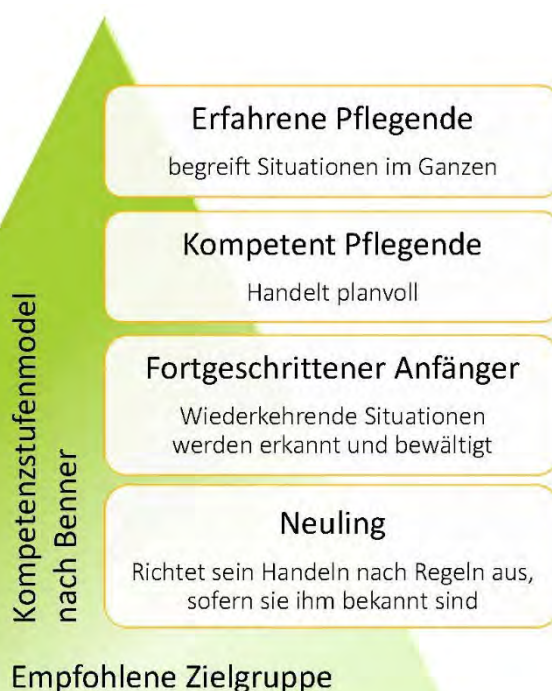 Erfahrene Pflegende
begreift Situationen im Ganzen
Kompetent Pflegende
Handelt planvoll
Fortgeschrittener Anfänger
Wiederkehrende Situationen
werden erkannt und bewältigt
Neuling
Richtet sein Handeln nach Regeln aus,
sofern sie ihm bekannt sind
Kompetenzstufenmodel
nach Benner
Empfohlene Zielgruppe